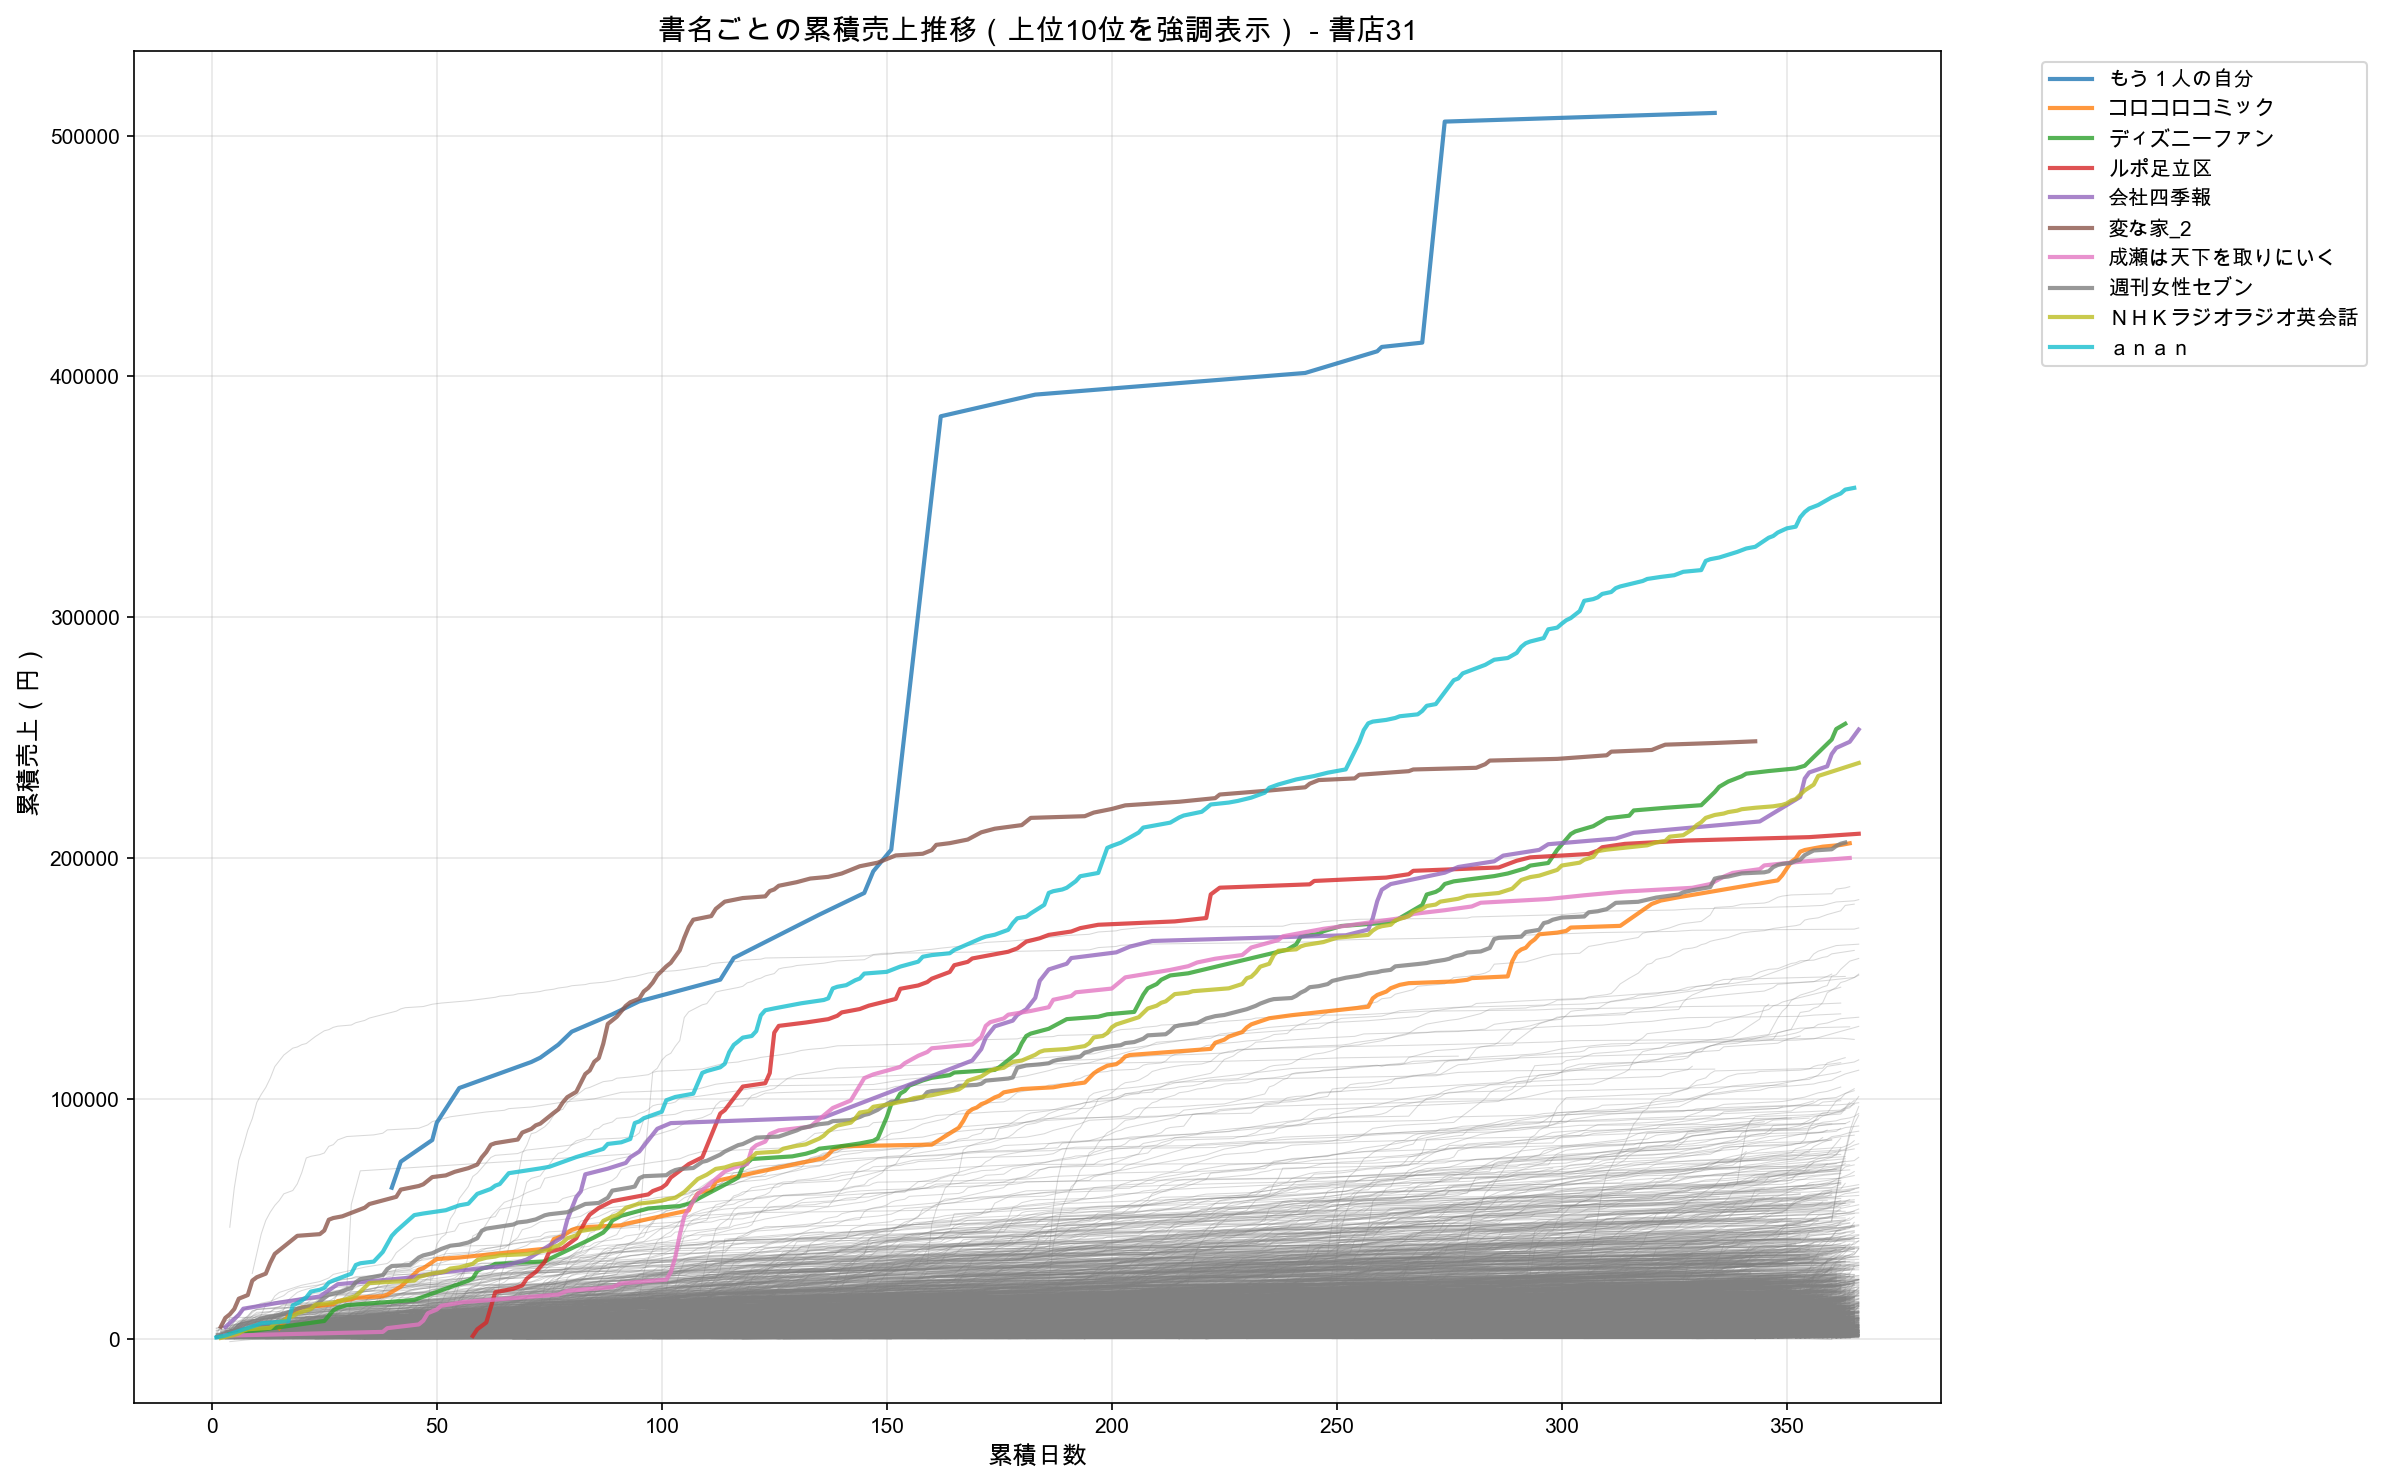 書名ごとの累積売上推移（上位10位を強調表示） - 書店31
もう１人の自分
コロコロコミック
ディズニーファン
ルポ足立区
会社四季報
変な家_2
成瀬は天下を取りにいく
週刊女性セブン
ＮＨＫラジオラジオ英会話
ａｎａｎ
累積売上（円）
500000
400000
300000
200000
100000
0
0
50
100
150
200
250
300
350
累積日数